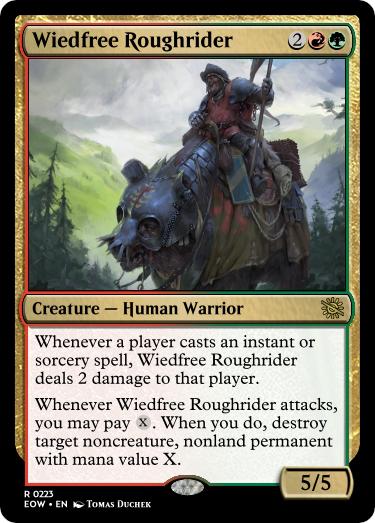 Wiedfree Roughrider 2
Creature — Human Warrior
Whenever a player casts an instant or
sorcery spell, Wiedfree Roughrider
deals 2 damage to that player.
Whenever Wiedfree Roughrider attacks,
you may pay X. When you do, destroy
target noncreature, nonland permanent
with mana value X.
5/5
R 0223
EOW • EN Tomas Duchek